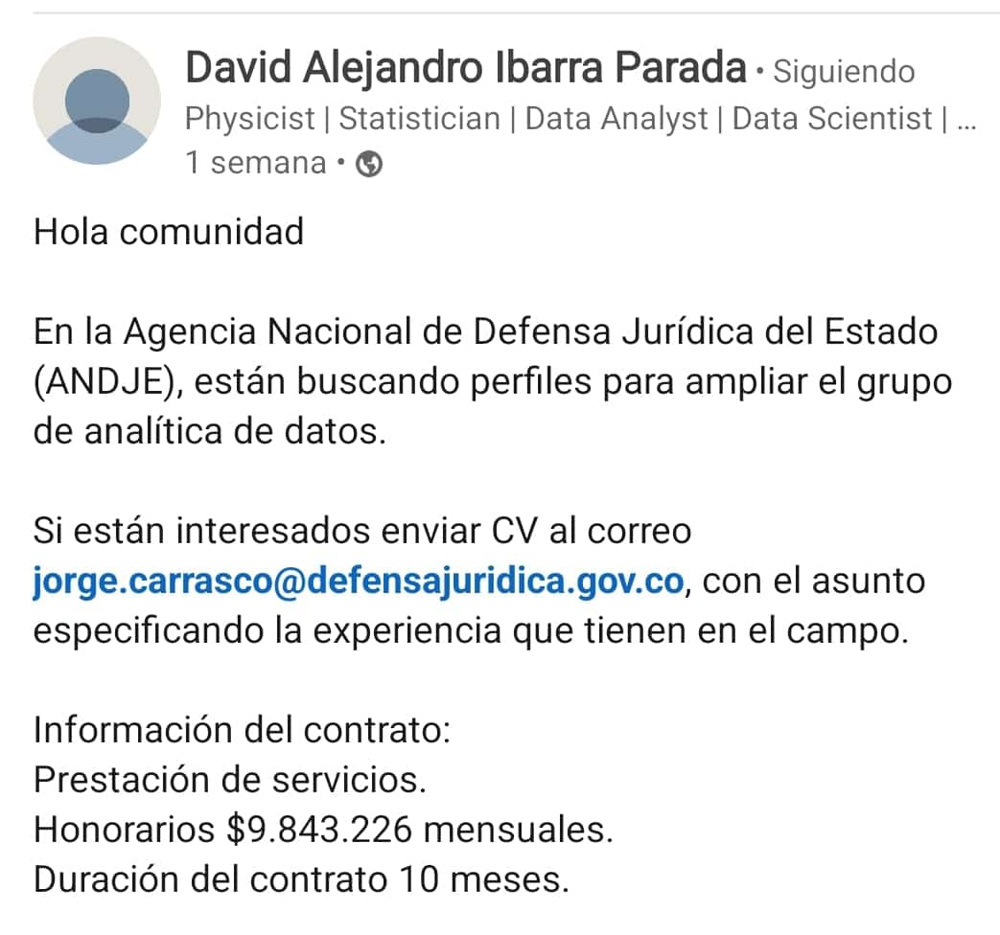 David Alejandro Ibarra Parada • Siguiendo
Physicist | Statistician | Data Analyst | Data Scientist | ...
1 semana •
Hola comunidad
En la Agencia Nacional de Defensa Jurídica del Estado
(ANDJE), están buscando perfiles para ampliar el grupo
de analítica de datos.
Si están interesados enviar CV al correo
jorge.carrasco@defensajuridica.gov.co, con el asunto
especificando la experiencia que tienen en el campo.
Información del contrato:
Prestación de servicios.
Honorarios $9.843.226 mensuales.
Duración del contrato 10 meses.